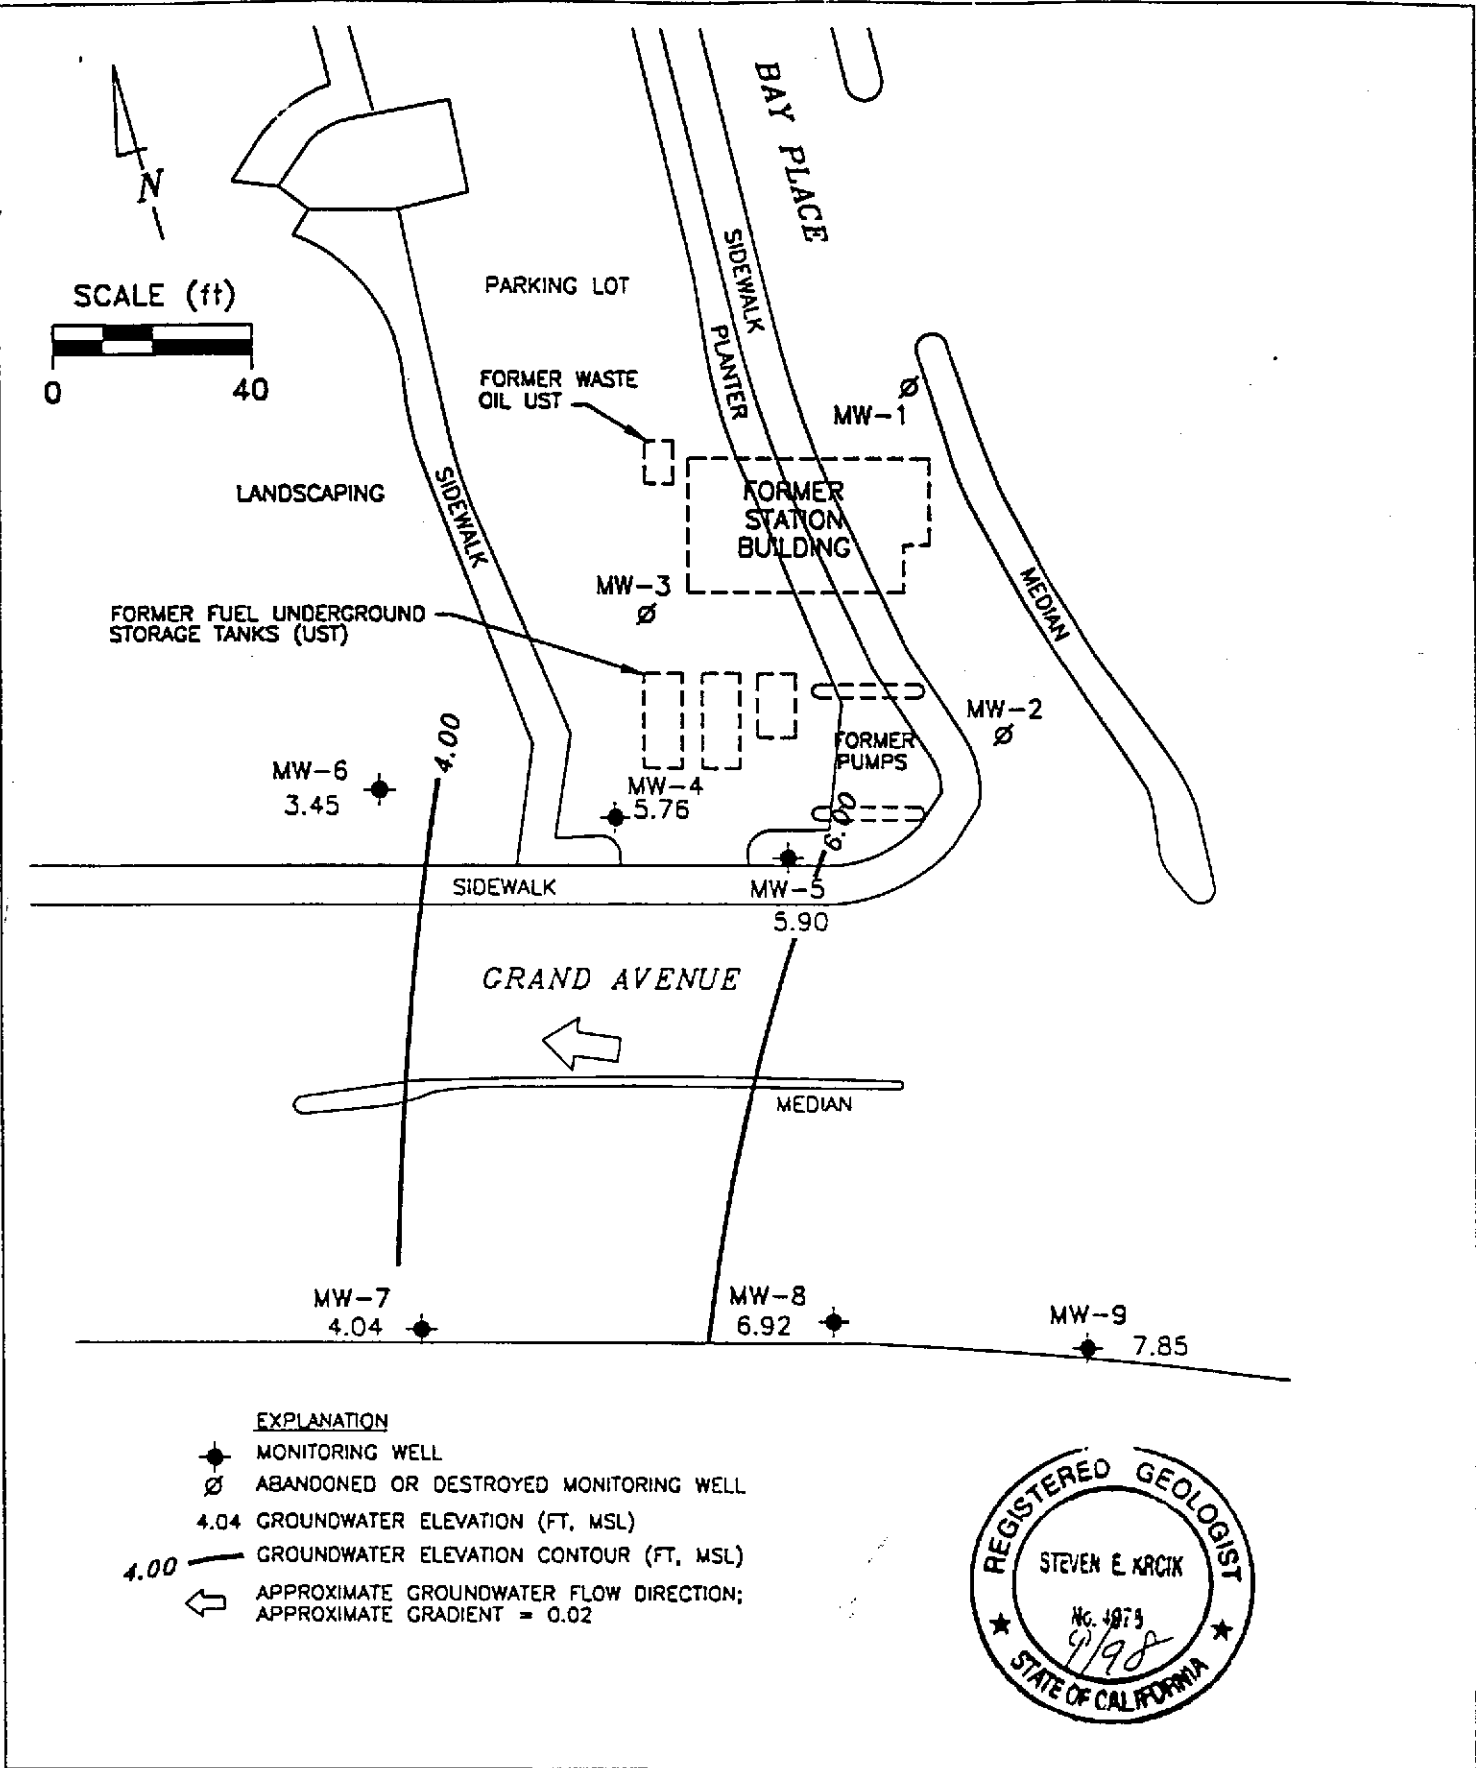 BAY PLACE
N
SCALE (ft)
0 40
PARKING LOT
SIDEWALK
PLANTER
FORMER WASTE
OIL UST
MW-1
LANDSCAPING
SIDEWALK
FORMER
STATION
BUILDING
MEDIAN
MW-3
FORMER FUEL UNDERGROUND
STORAGE TANKS (UST)
MW-2
4.00
FORMER
PUMPS
MW-6
3.45
MW-4
5.76
6.00
SIDEWALK
MW-5
5.90
GRAND AVENUE
MEDIAN
MW-7
4.04
MW-8
6.92
MW-9
7.85
EXPLANATION
MONITORING WELL
ABANDONED OR DESTROYED MONITORING WELL
4.04 GROUNDWATER ELEVATION (FT, MSL)
4.00 GROUNDWATER ELEVATION CONTOUR (FT, MSL)
APPROXIMATE GROUNDWATER FLOW DIRECTION;
APPROXIMATE GRADIENT = 0.02
REGISTERED GEOLOGIST
STEVEN E. KRCIK
No.
9/98
STATE OF CALIFORNIA